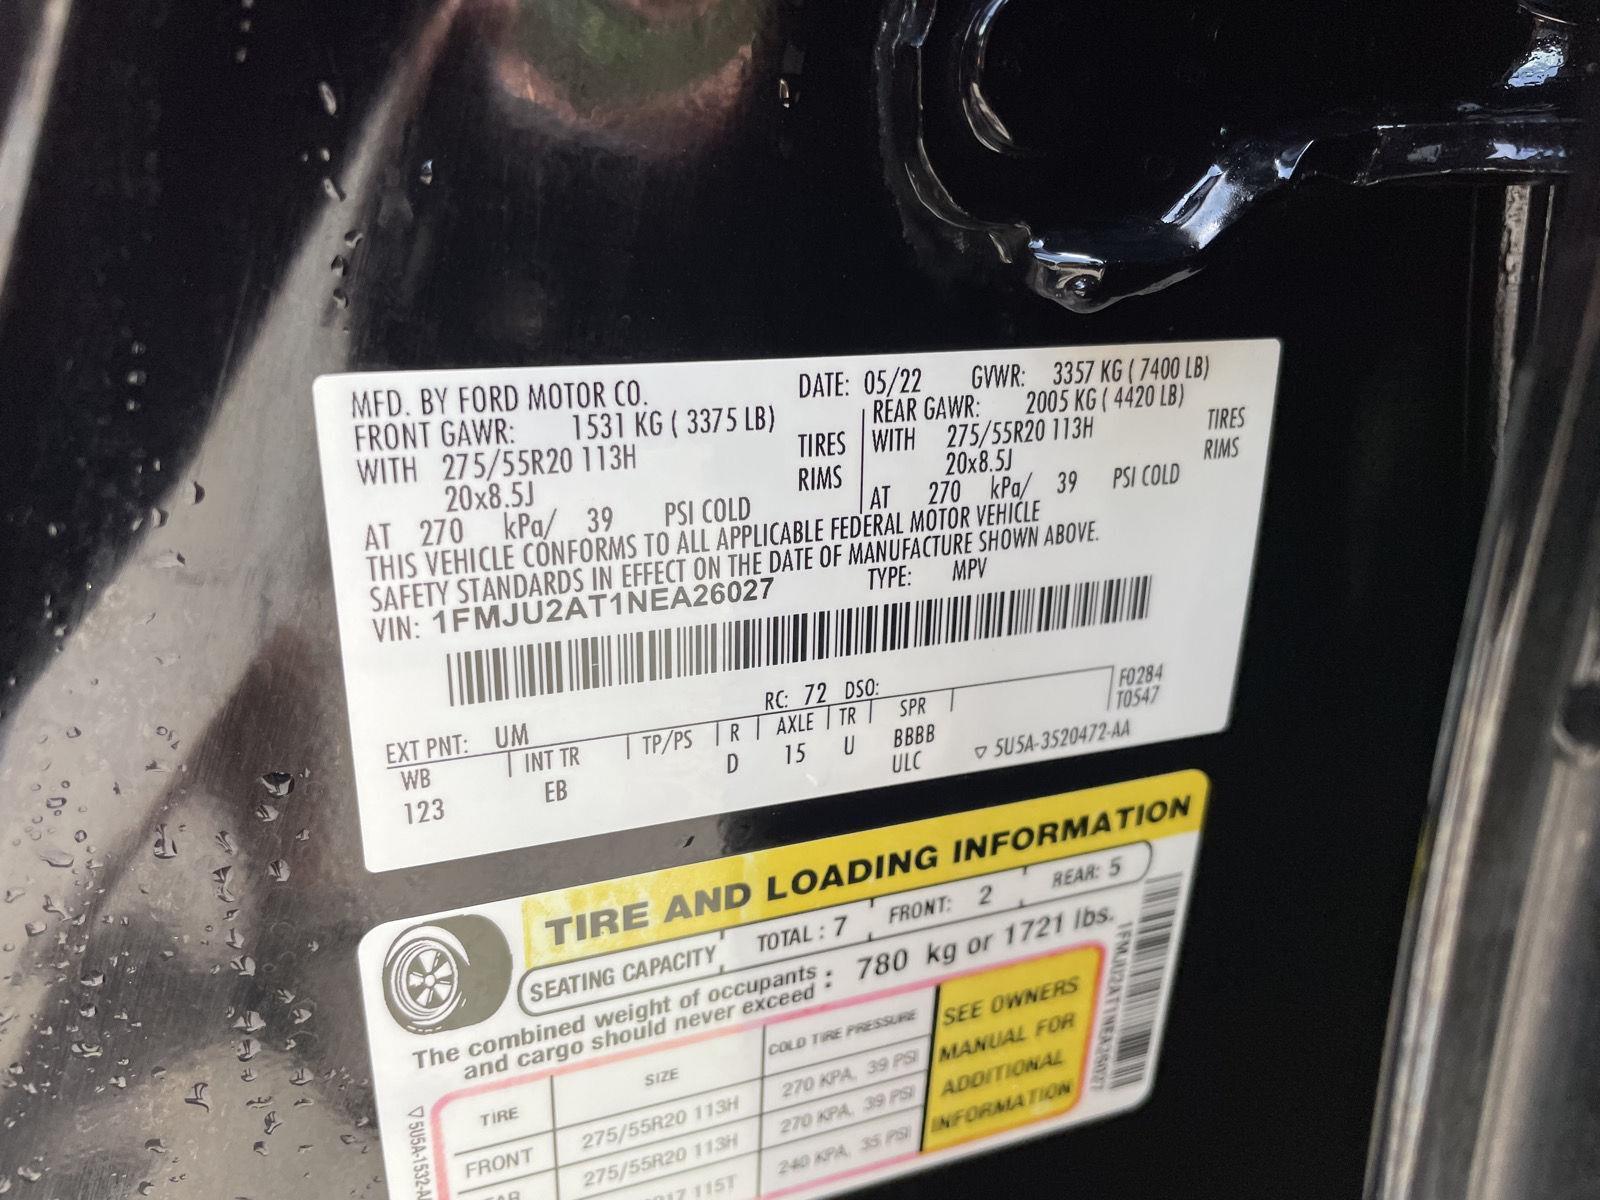 MFD. BY FORD MOTOR CO. DATE: 05/22 GVWR: 3357 KG ( 7400 LB)
FRONT GAWR: 1531 KG ( 3375 LB) REAR GAWR: 2005 KG ( 4420 LB)
WITH 275/55R20 113H TIRES WITH 275/55R20 113H TIRES
20x8.5J RIMS 20x8.5J RIMS
AT 270 kPa/ 39 PSI COLD AT 270 kPa/ 39 PSI COLD
THIS VEHICLE CONFORMS TO ALL APPLICABLE FEDERAL MOTOR VEHICLE
SAFETY STANDARDS IN EFFECT ON THE DATE OF MANUFACTURE SHOWN ABOVE.
VIN: 1FMJU2AT1NEA26027 TYPE: MPV
EXT PNT: UM RC: 72 DSO: F0284
WB INT TR TP/PS R AXLE TR SPR T0547
123 EB D 15 U BBBB
ULC ▽ 5U5A-3520472-AA
TIRE AND LOADING INFORMATION
SEATING CAPACITY TOTAL : 7 FRONT: 2 REAR: 5
The combined weight of occupants : 780 kg or 1721 lbs.
and cargo should never exceed :
TIRE SIZE COLD TIRE PRESSURE
FRONT 275/55R20 113H 270 KPA, 39 PSI
275/55R20 113H 270 KPA, 39 PSI
115T 240 KPA, 35 PSI
SEE OWNERS
MANUAL FOR
ADDITIONAL
INFORMATION
1FMJU2AT1NEA26027
▽ 5U5A-1532